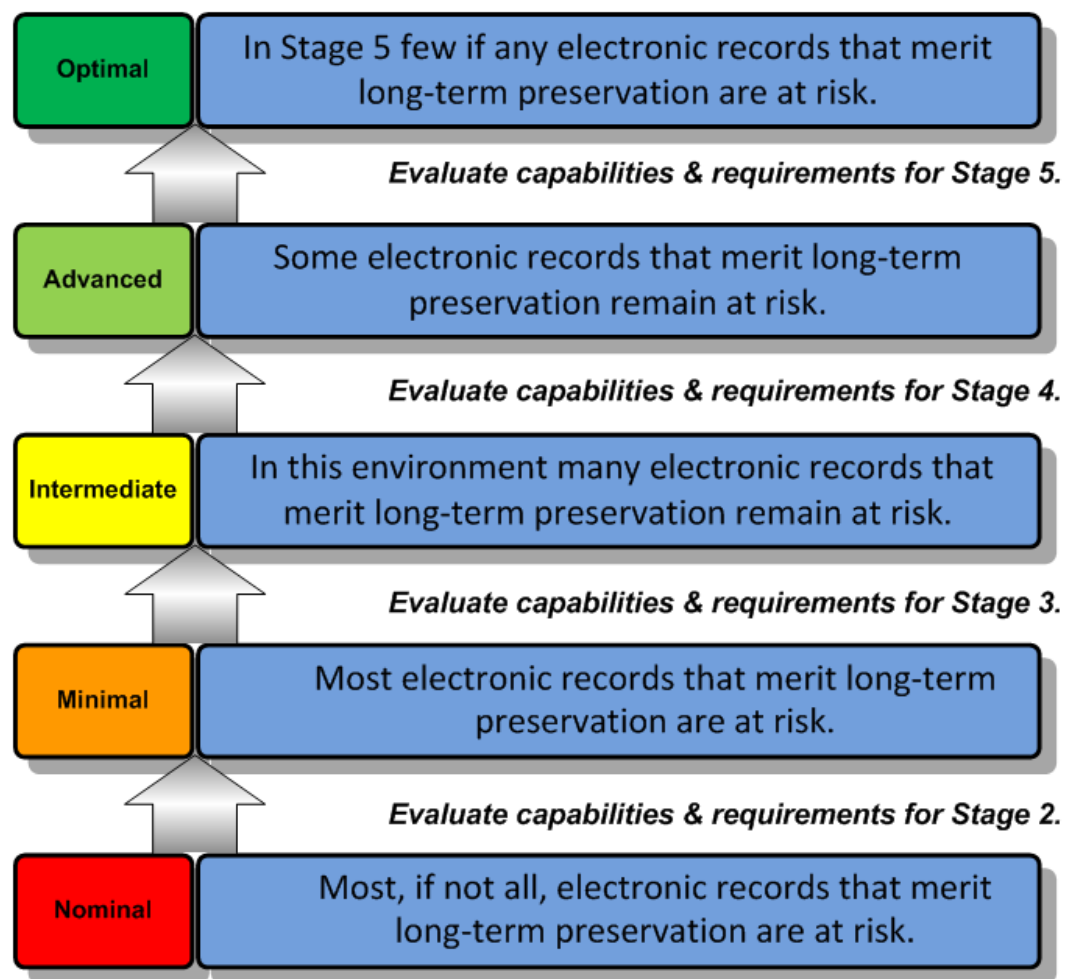 Optimal
In Stage 5 few if any electronic records that merit
long-term preservation are at risk.
Evaluate capabilities & requirements for Stage 5.
Advanced
Some electronic records that merit long-term
preservation remain at risk.
Evaluate capabilities & requirements for Stage 4.
Intermediate
In this environment many electronic records that
merit long-term preservation remain at risk.
Evaluate capabilities & requirements for Stage 3.
Minimal
Most electronic records that merit long-term
preservation are at risk.
Evaluate capabilities & requirements for Stage 2.
Nominal
Most, if not all, electronic records that merit
long-term preservation are at risk.